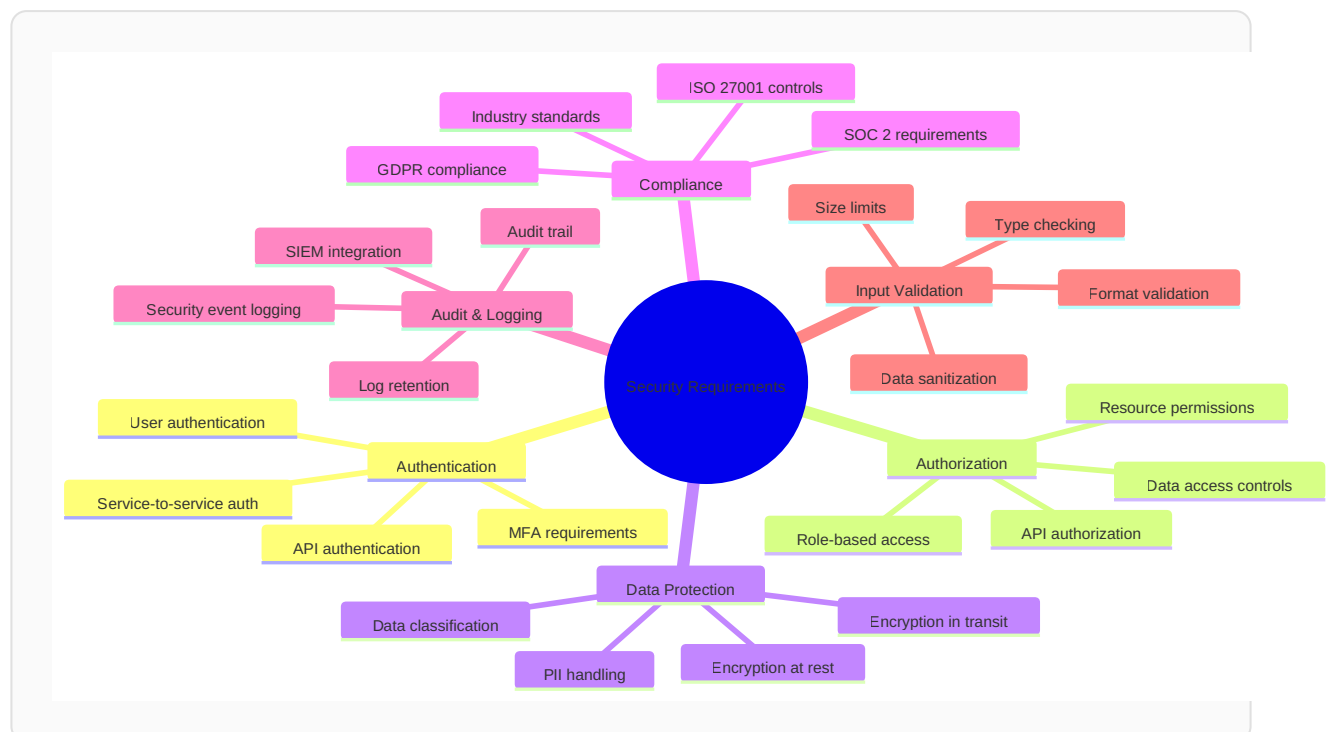 ISO 27001 controls
Industry standards
SOC 2 requirements
GDPR compliance
Compliance
Size limits
Type checking
Audit trail
SIEM integration
Input Validation
Format validation
Security event logging
Audit & Logging
Log retention
Data sanitization
Security Requirements
Resource permissions
User authentication
Authentication
Authorization
Service-to-service auth
Data access controls
API authentication
MFA requirements
Role-based access
API authorization
Data Protection
Data classification
Encryption in transit
PII handling
Encryption at rest